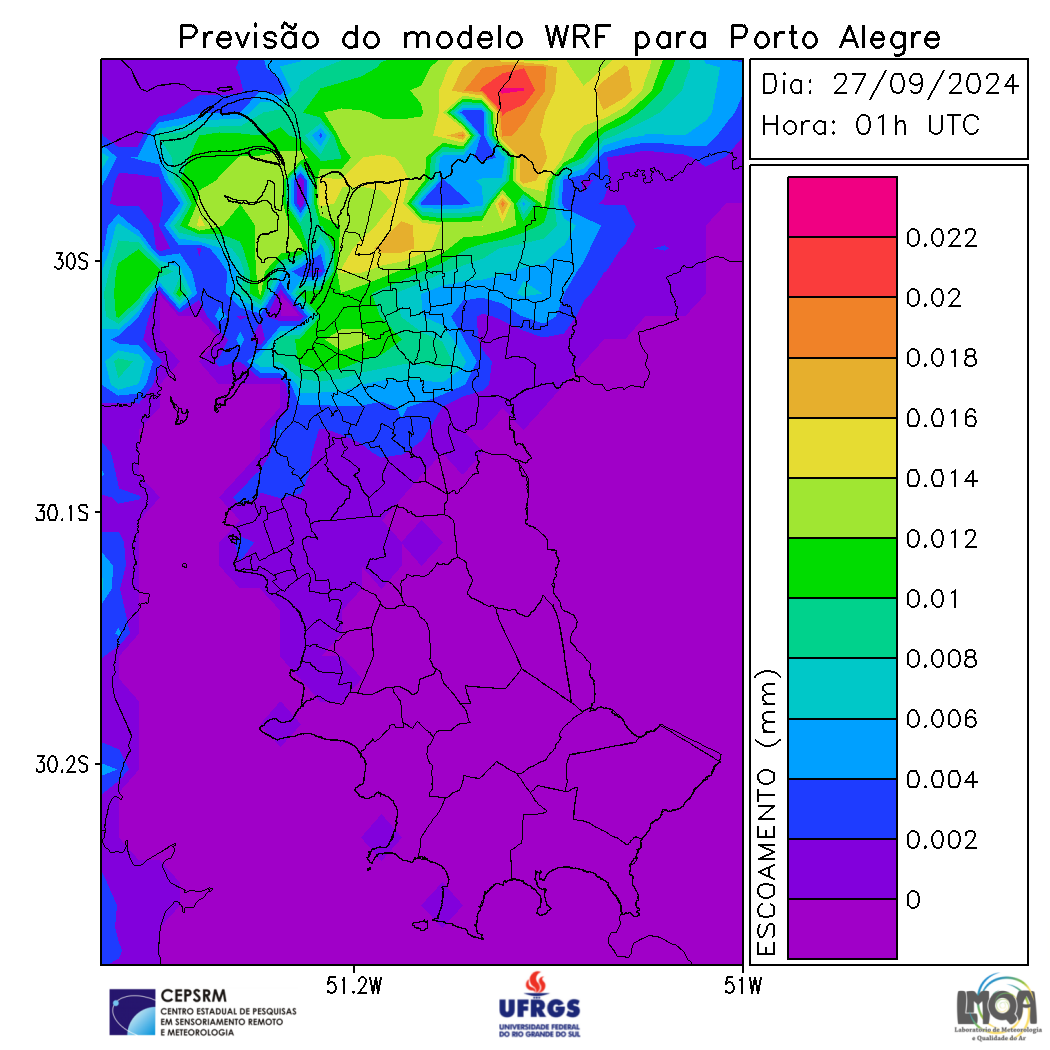 Previsão do modelo WRF para Porto Alegre
Dia: 27/09/2024
Hora: 01h UTC
30S
30.1S
30.2S
51.2W
51W
ESCOAMENTO (mm)
0.022
0.02
0.018
0.016
0.014
0.012
0.01
0.008
0.006
0.004
0.002
0
CEPSRM
CENTRO ESTADUAL DE PESQUISAS
EM SENSORIAMENTO REMOTO
E METEOROLOGIA
UFRGS
UNIVERSIDADE FEDERAL
DO RIO GRANDE DO SUL
LMQA
Laboratório de Meteorologia
e Qualidade do Ar